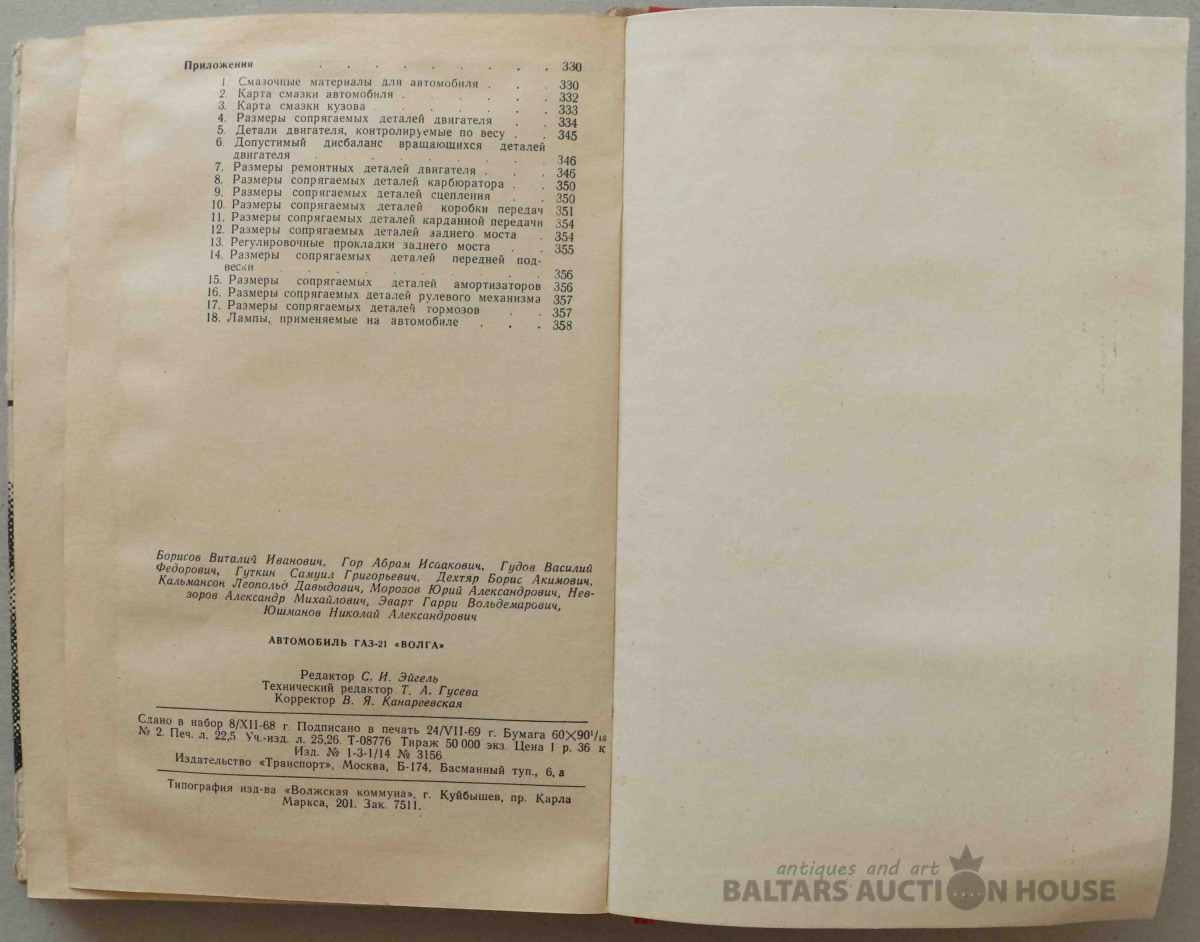 Приложения . . . . . . . . . 330
1. Смазочные материалы для автомобиля . . . 330
2. Карта смазки автомобиля . . . . . 332
3. Карта смазки кузова . . . . . . 333
4. Размеры сопрягаемых деталей двигателя . . 334
5. Детали двигателя, контролируемые по весу . . 345
6. Допустимый дисбаланс вращающихся деталей
двигателя . . . . . . . . 346
7. Размеры ремонтных деталей двигателя . . . 346
8. Размеры сопрягаемых деталей карбюратора . . 350
9. Размеры сопрягаемых деталей сцепления . . 350
10. Размеры сопрягаемых деталей коробки передач 351
11. Размеры сопрягаемых деталей карданной передачи 354
12. Размеры сопрягаемых деталей заднего моста . 354
13. Регулировочные прокладки заднего моста . . 355
14. Размеры сопрягаемых деталей передней под-
вески . . . . . . . . . 356
15. Размеры сопрягаемых деталей амортизаторов 356
16. Размеры сопрягаемых деталей рулевого механизма 357
17. Размеры сопрягаемых деталей тормозов . . 357
18. Лампы, применяемые на автомобиле . . . 358
Борисов Виталий Иванович, Гор Абрам Исаакович, Гудов Василий
Федорович, Гуткин Самуил Григорьевич, Дехтяр Борис Акимович,
Кальмансон Леопольд Давыдович, Морозов Юрий Александрович, Нев-
зоров Александр Михайлович, Эварт Гарри Вольдемарович,
Юшманов Николай Александрович
АВТОМОБИЛЬ ГАЗ-21 «ВОЛГА»
Редактор С. И. Эйгель
Технический редактор Т. А. Гусева
Корректор В. Я. Канареевская
Сдано в набор 8/XII-68 г. Подписано в печать 24/VII-69 г. Бумага 60×90¹/₁₆
№ 2. Печ. л. 22,5 Уч.-изд. л. 25,26. Т-08776 Тираж 50 000 экз. Цена 1 р. 36 к
Изд. № 1-3-1/14 № 3156
Издательство «Транспорт», Москва, Б-174, Басманный туп., 6, а
Типография изд-ва «Волжская коммуна», г. Куйбышев, пр. Карла
Маркса, 201. Зак. 7511.
antiques and art
BALTARS AUCTION HOUSE